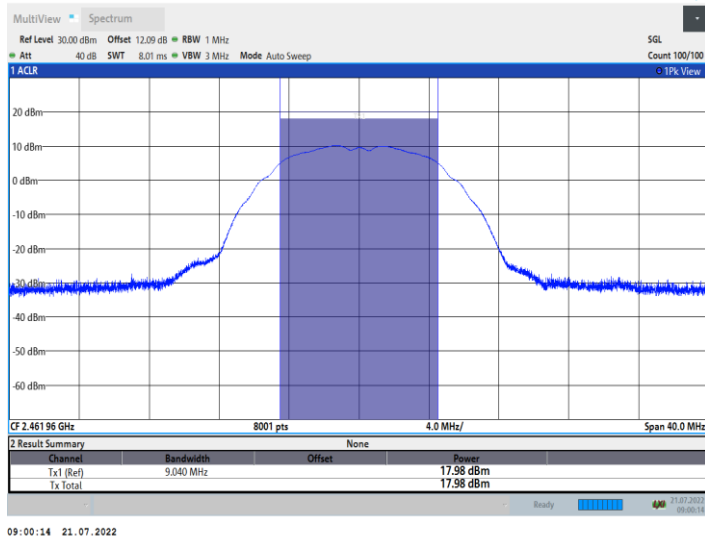 MultiView Spectrum
Ref Level 30.00 dBm Offset 12.09 dB RBW 1 MHz SGL
Att 40 dB SWT 8.01 ms VBW 3 MHz Mode Auto Sweep Count 100/100
1 ACLR 1Pk View
20 dBm
10 dBm
0 dBm
-10 dBm
-20 dBm
-30 dBm
-40 dBm
-50 dBm
-60 dBm
CF 2.46196 GHz 8001 pts 4.0 MHz/ Span 40.0 MHz
2 Result Summary None
Channel Bandwidth Offset Power
Tx1 (Ref) 9.040 MHz 17.98 dBm
Tx Total 17.98 dBm
Ready 21.07.2022
09:00:14
09:00:14 21.07.2022